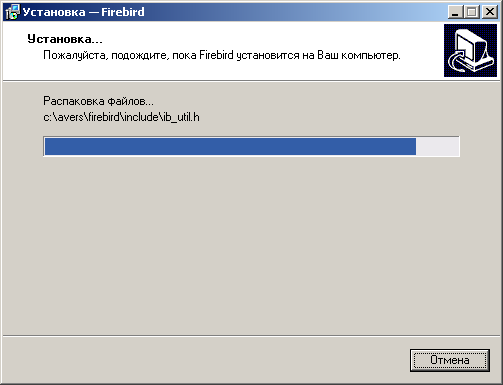 Установка — Firebird
Установка...
Пожалуйста, подождите, пока Firebird установится на Ваш компьютер.
Распаковка файлов...
c:\avers\firebird\include\ib_util.h
Отмена